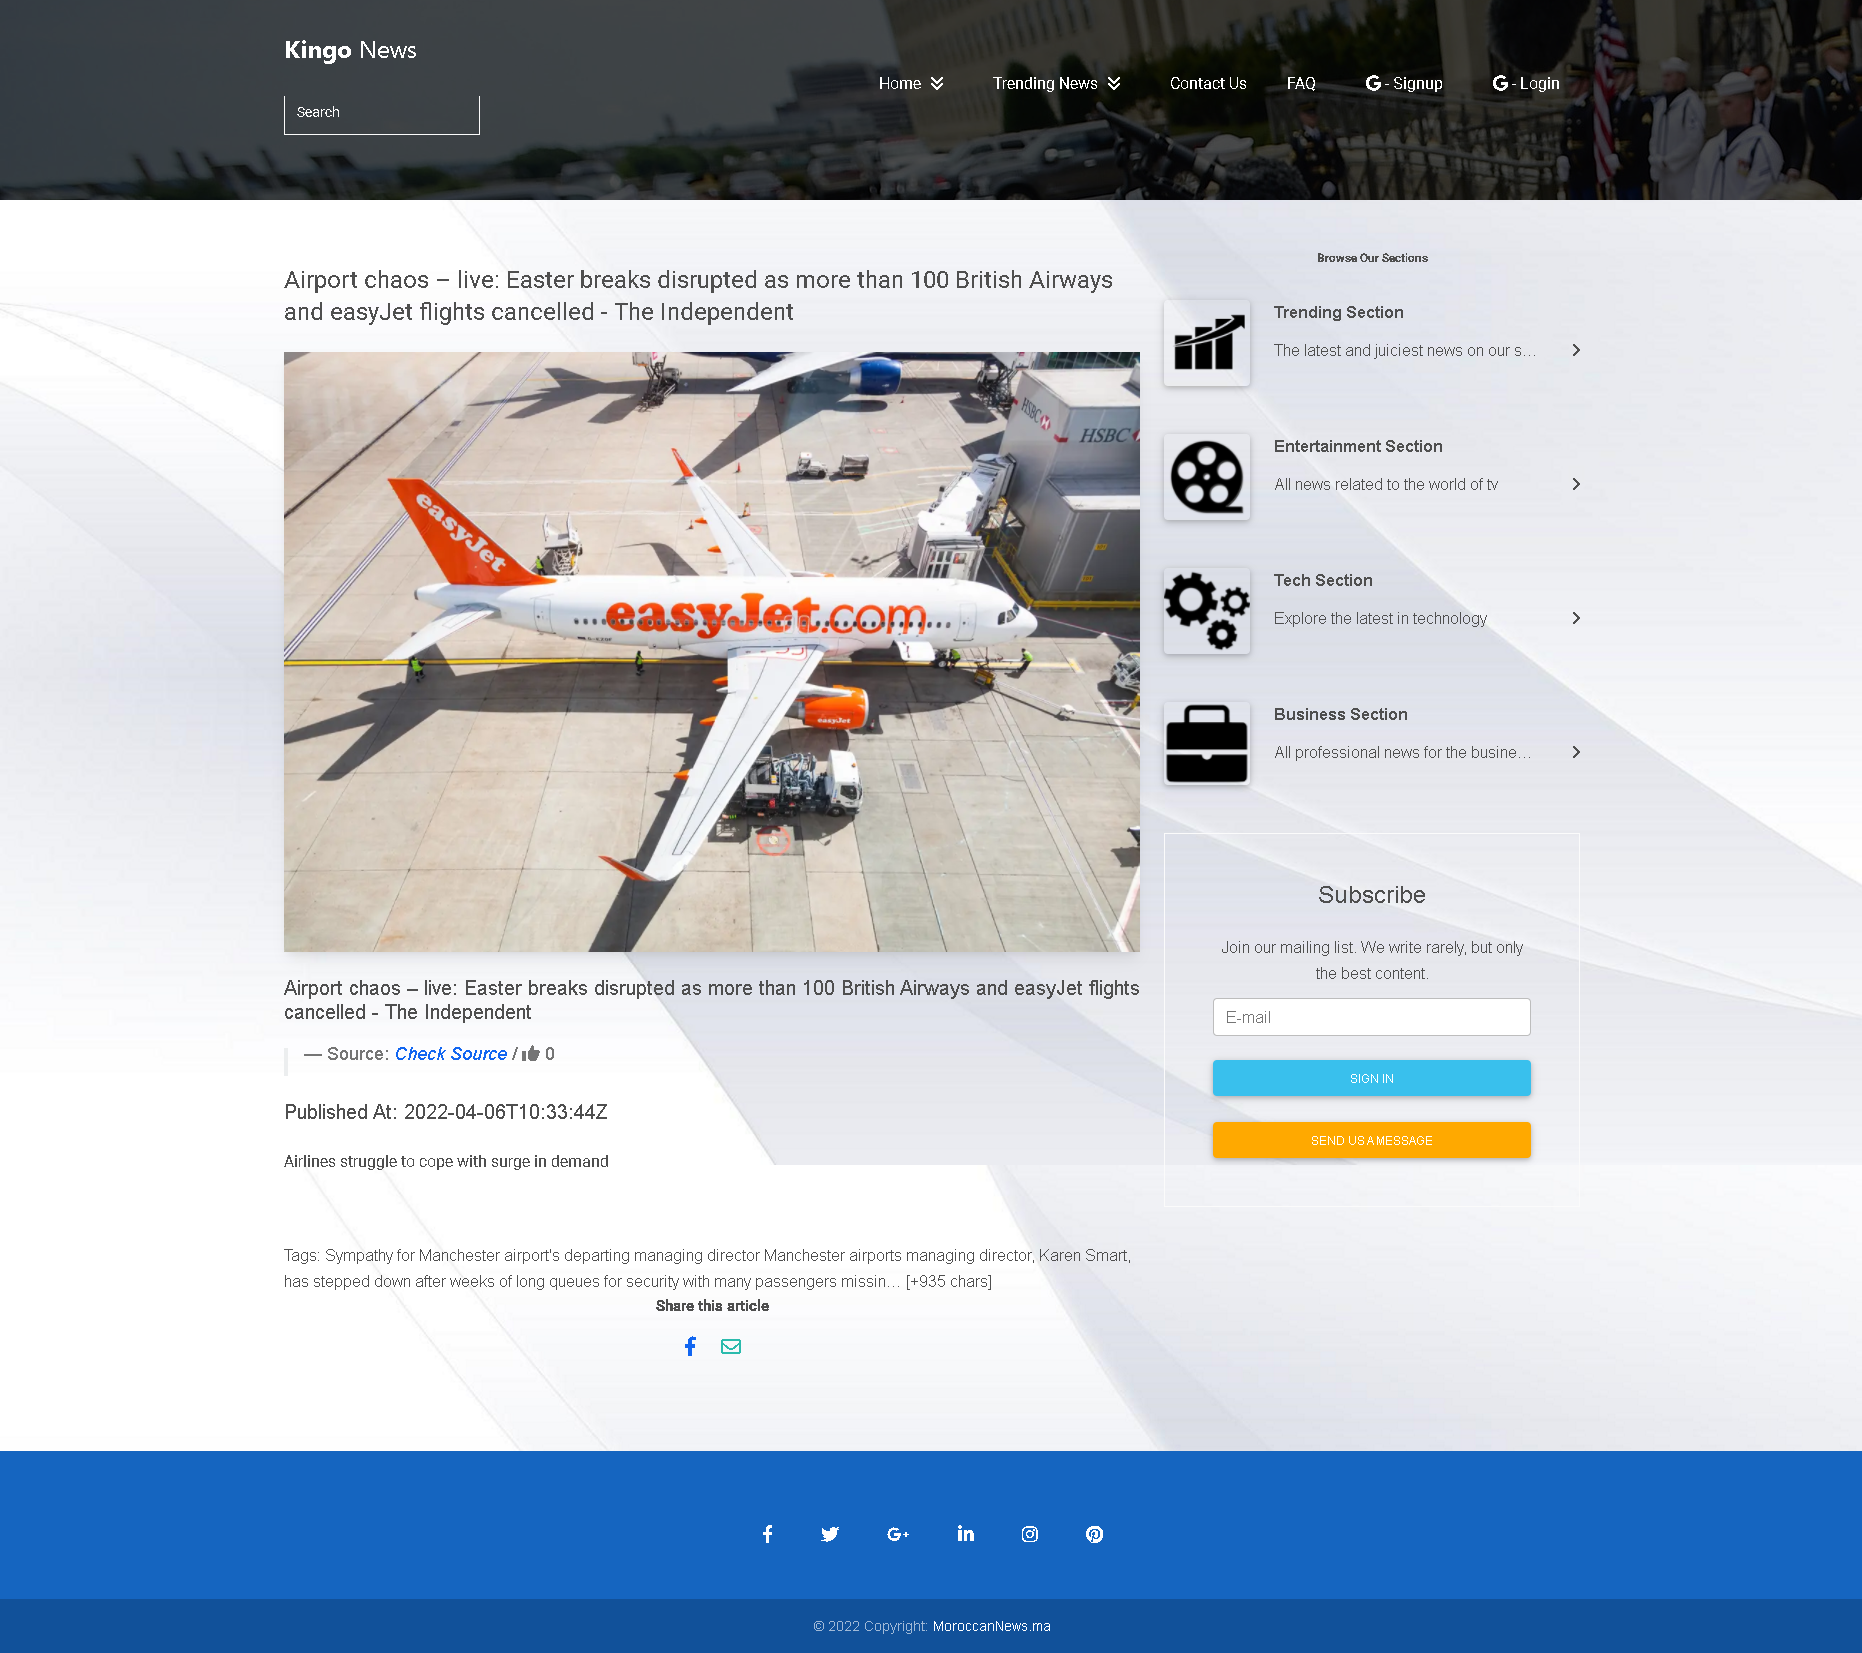 Kingo News
Home
Trending News
Contact Us
FAQ
- Signup
- Login
Search
Airport chaos – live: Easter breaks disrupted as more than 100 British Airways
and easyJet flights cancelled - The Independent
HSBC
HSBC
easyJet
easyJet.com
easyJet
Airport chaos – live: Easter breaks disrupted as more than 100 British Airways and easyJet flights
cancelled - The Independent
— Source: Check Source / 0
Published At: 2022-04-06T10:33:44Z
Airlines struggle to cope with surge in demand
Tags: Sympathy for Manchester airport's departing managing director Manchester airports managing director, Karen Smart,
has stepped down after weeks of long queues for security with many passengers missin… [+935 chars]
Share this article
Browse Our Sections
Trending Section
The latest and juiciest news on our s…
Entertainment Section
All news related to the world of tv
Tech Section
Explore the latest in technology
Business Section
All professional news for the busine…
Subscribe
Join our mailing list. We write rarely, but only
the best content.
E-mail
SIGN IN
SEND US A MESSAGE
© 2022 Copyright: MoroccanNews.ma